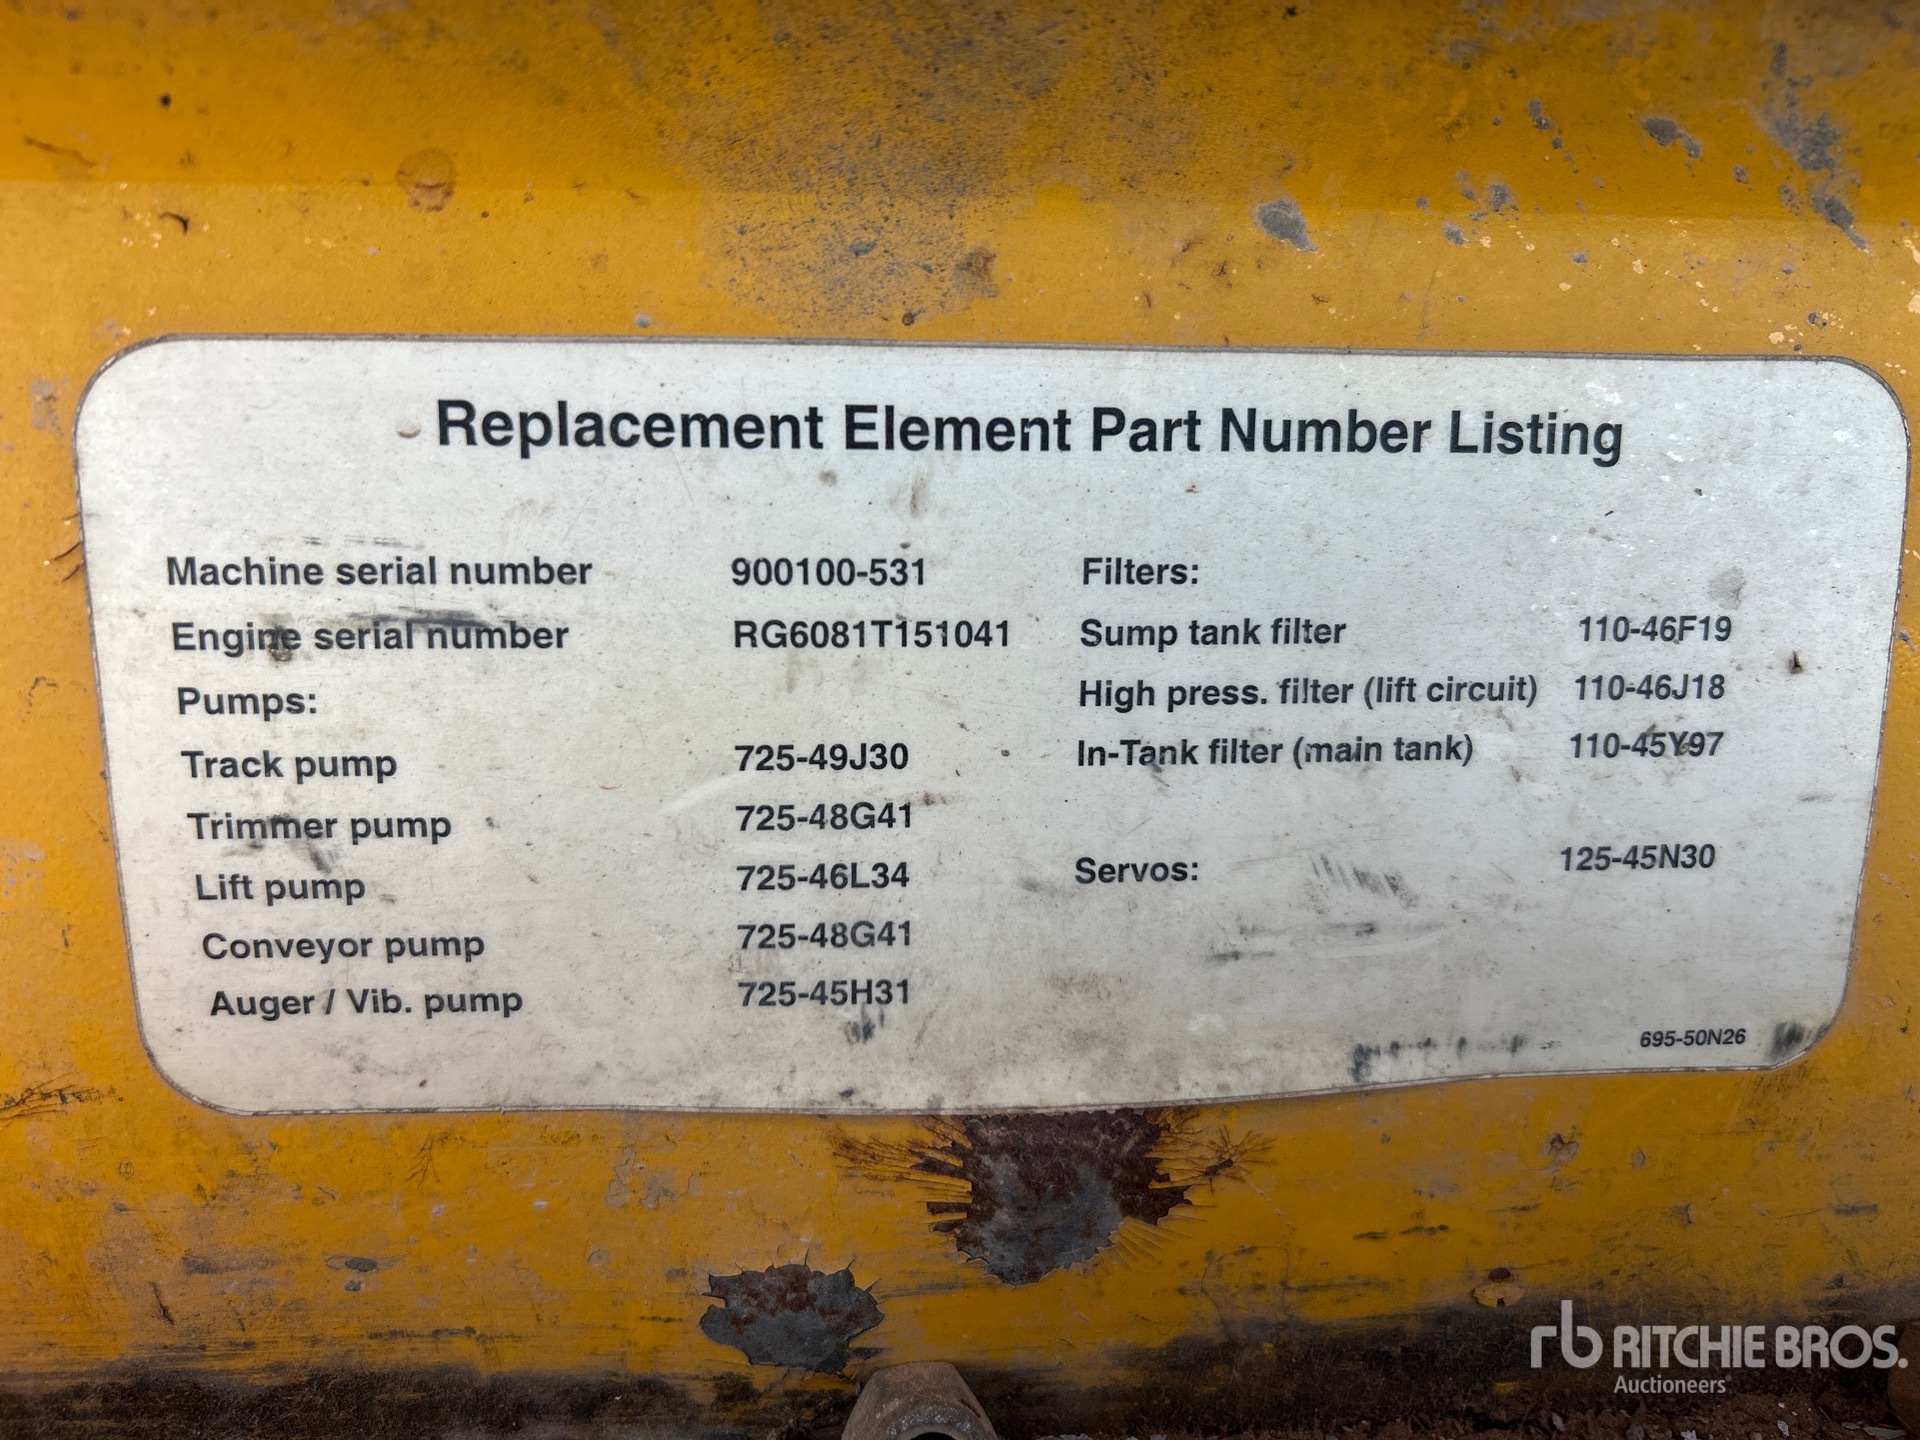 Replacement Element Part Number Listing
Machine serial number 900100-531
Engine serial number RG6081T151041
Pumps:
Track pump 725-49J30
Trimmer pump 725-48G41
Lift pump 725-46L34
Conveyor pump 725-48G41
Auger / Vib. pump 725-45H31
Filters:
Sump tank filter 110-46F19
High press. filter (lift circuit) 110-46J18
In-Tank filter (main tank) 110-45Y97
Servos: 125-45N30
695-50N26
rb RITCHIE BROS.
Auctioneers